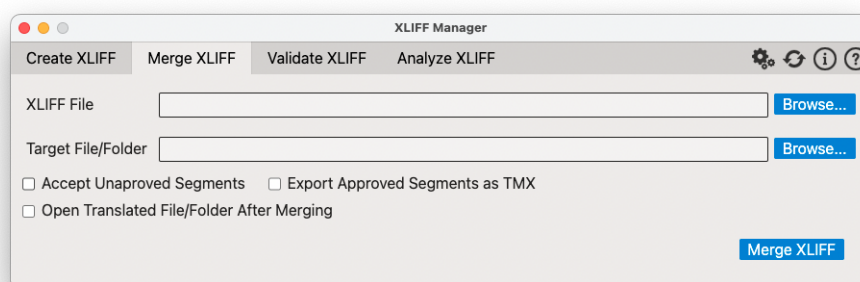 XLIFF Manager
Create XLIFF Merge XLIFF Validate XLIFF Analyze XLIFF
XLIFF File Browse...
Target File/Folder Browse...
Accept Unaproved Segments Export Approved Segments as TMX
Open Translated File/Folder After Merging
Merge XLIFF